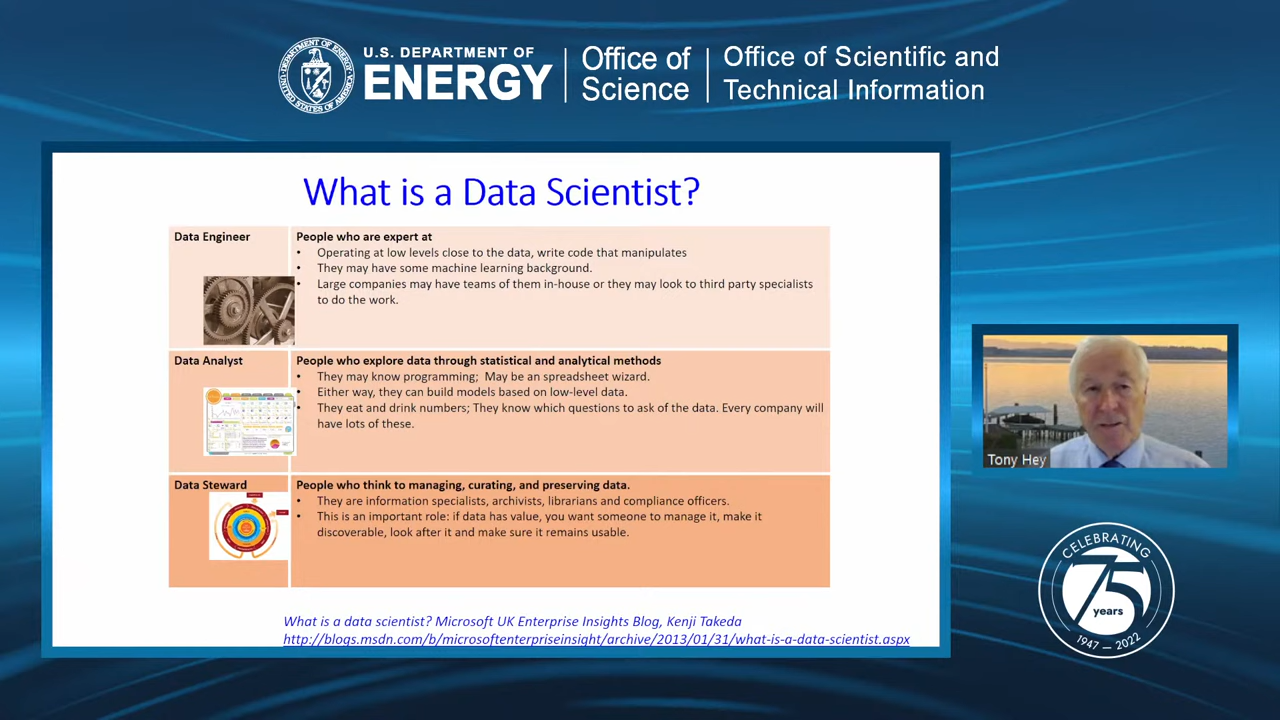 U.S. DEPARTMENT OF
ENERGY
Office of
Science
Office of Scientific and
Technical Information
What is a Data Scientist?
Data Engineer
People who are expert at
• Operating at low levels close to the data, write code that manipulates
• They may have some machine learning background.
• Large companies may have teams of them in-house or they may look to third party specialists
to do the work.
Data Analyst
People who explore data through statistical and analytical methods
• They may know programming; May be an spreadsheet wizard.
• Either way, they can build models based on low-level data.
• They eat and drink numbers; They know which questions to ask of the data. Every company will
have lots of these.
Data Steward
People who think to managing, curating, and preserving data.
• They are information specialists, archivists, librarians and compliance officers.
• This is an important role: if data has value, you want someone to manage it, make it
discoverable, look after it and make sure it remains usable.
What is a data scientist? Microsoft UK Enterprise Insights Blog, Kenji Takeda
http://blogs.msdn.com/b/microsoftenterpriseinsight/archive/2013/01/31/what-is-a-data-scientist.aspx
Tony Hey
CELEBRATING
75
years
1947 — 2022